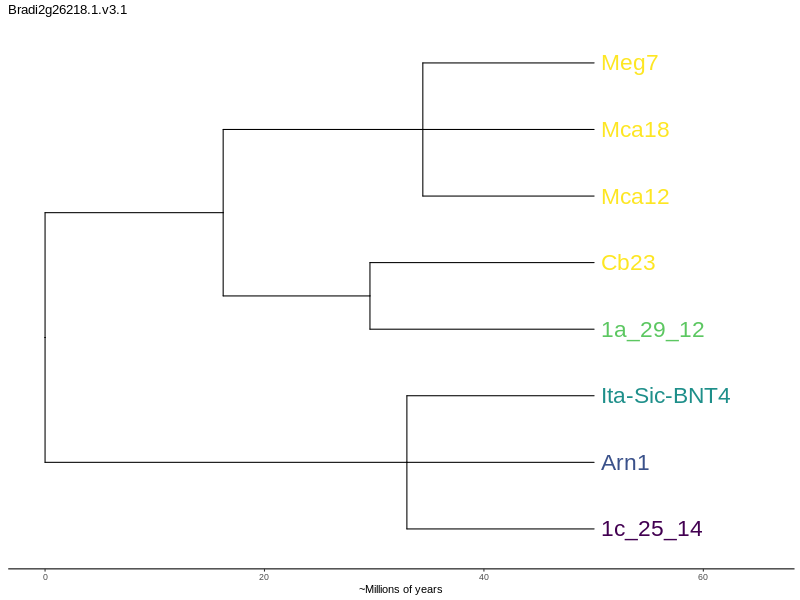 Bradi2g26218.1.v3.1
Meg7
Mca18
Mca12
Cb23
1a_29_12
Ita-Sic-BNT4
Arn1
1c_25_14
0 20 40 60
~Millions of years